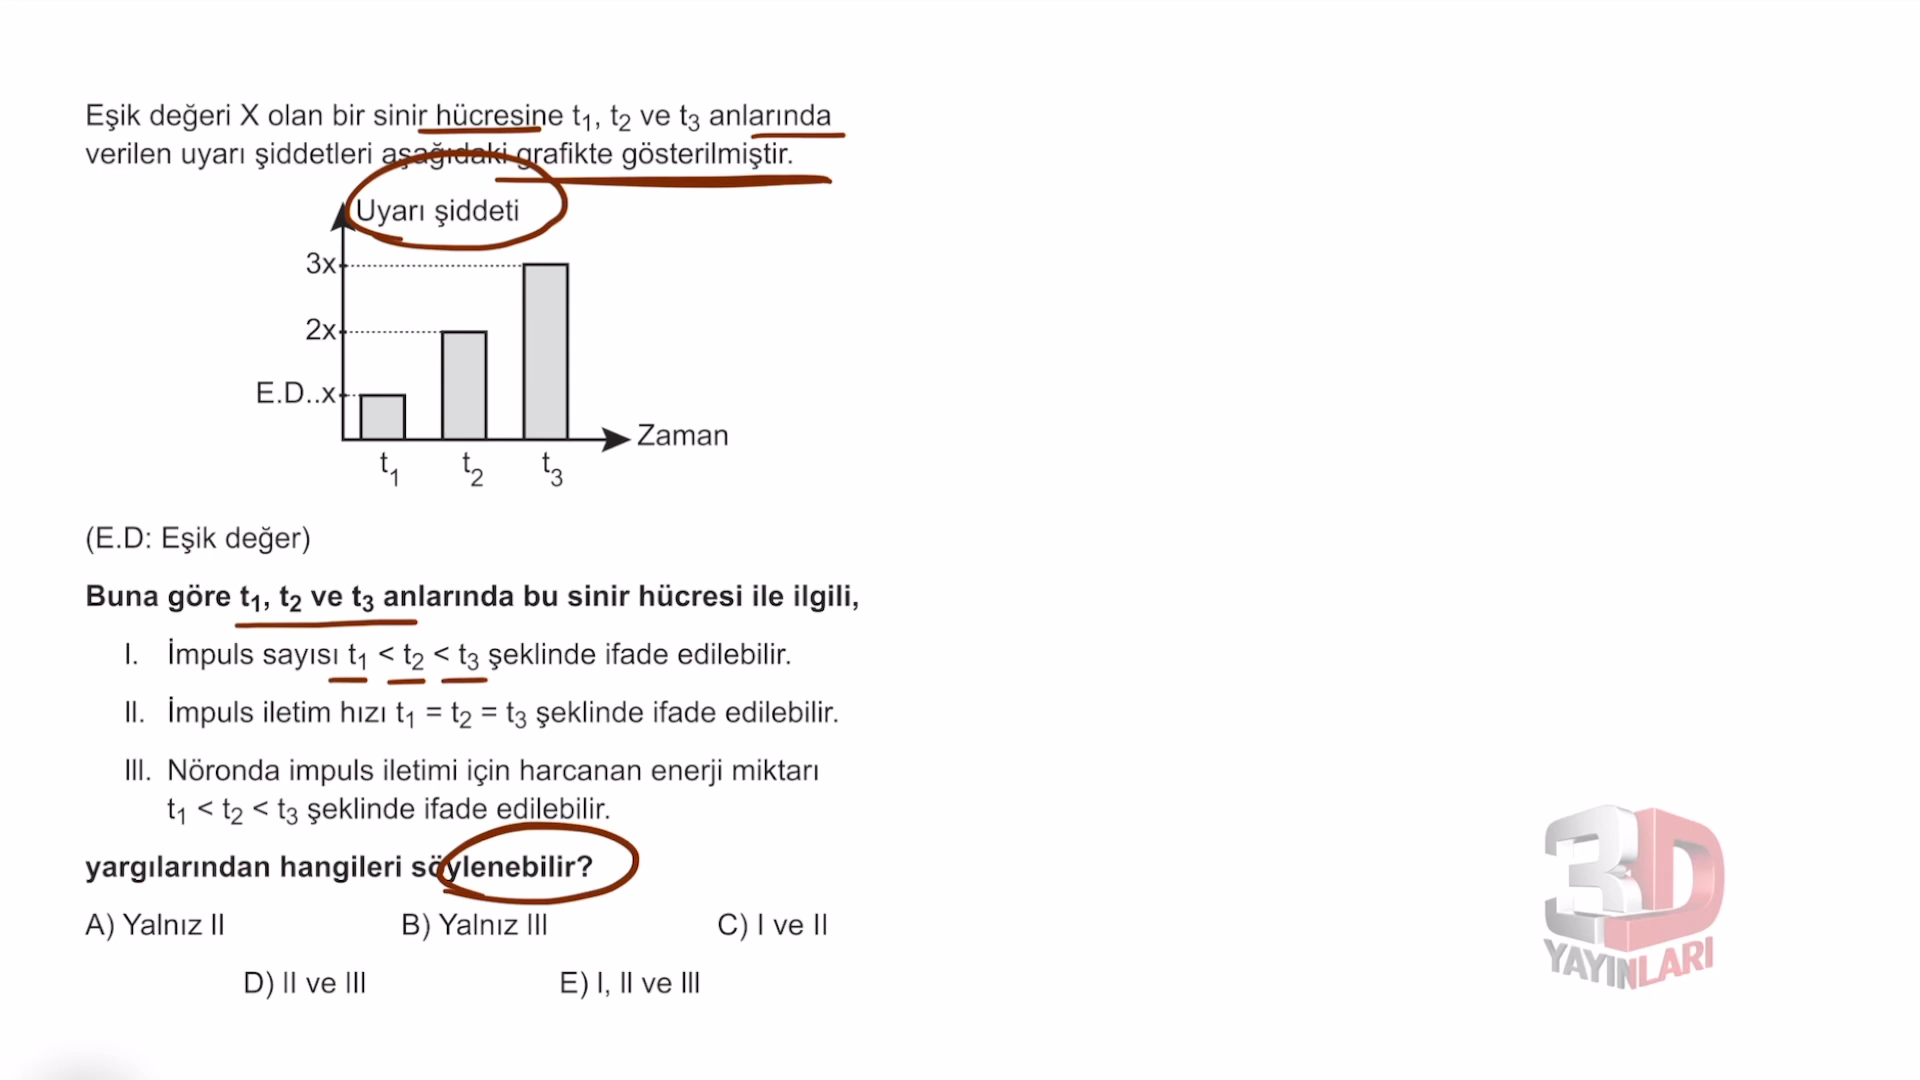 Eşik değeri X olan bir sinir hücresine t₁, t₂ ve t₃ anlarında
verilen uyarı şiddetleri aşağıdaki grafikte gösterilmiştir.
Uyarı şiddeti
3x
2x
E.D..x
Zaman
t₁ t₂ t₃
(E.D: Eşik değer)
Buna göre t₁, t₂ ve t₃ anlarında bu sinir hücresi ile ilgili,
I. İmpuls sayısı t₁ < t₂ < t₃ şeklinde ifade edilebilir.
II. İmpuls iletim hızı t₁ = t₂ = t₃ şeklinde ifade edilebilir.
III. Nöronda impuls iletimi için harcanan enerji miktarı
t₁ < t₂ < t₃ şeklinde ifade edilebilir.
yargılarından hangileri söylenebilir?
A) Yalnız II B) Yalnız III C) I ve II
D) II ve III E) I, II ve III
3D
YAYINLARI